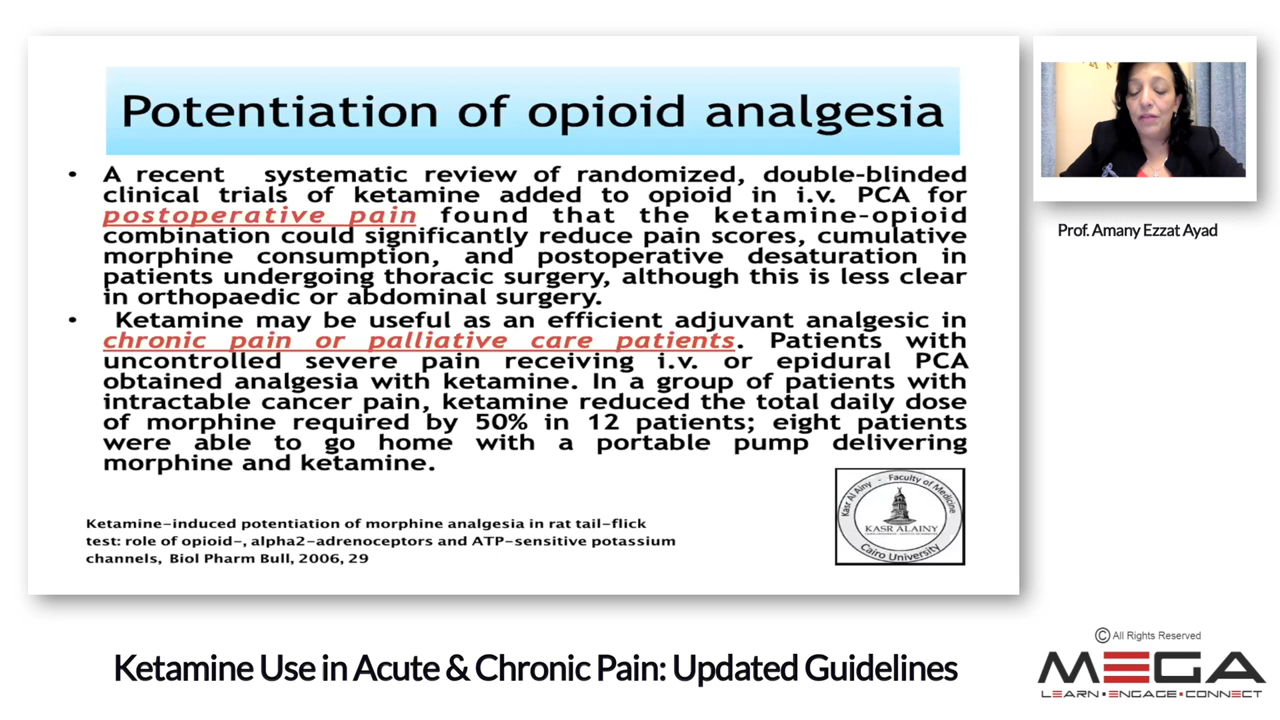 Potentiation of opioid analgesia
• A recent systematic review of randomized, double-blinded
clinical trials of ketamine added to opioid in i.v. PCA for
postoperative pain found that the ketamine-opioid
combination could significantly reduce pain scores, cumulative
morphine consumption, and postoperative desaturation in
patients undergoing thoracic surgery, although this is less clear
in orthopaedic or abdominal surgery.
• Ketamine may be useful as an efficient adjuvant analgesic in
chronic pain or palliative care patients. Patients with
uncontrolled severe pain receiving i.v. or epidural PCA
obtained analgesia with ketamine. In a group of patients with
intractable cancer pain, ketamine reduced the total daily dose
of morphine required by 50% in 12 patients; eight patients
were able to go home with a portable pump delivering
morphine and ketamine.
Ketamine-induced potentiation of morphine analgesia in rat tail-flick
test: role of opioid-, alpha2-adrenoceptors and ATP-sensitive potassium
channels, Biol Pharm Bull, 2006, 29
Kasr Al Ainy - Faculty of Medicine
KASR ALAINY
Cairo University
Prof. Amany Ezzat Ayad
Ketamine Use in Acute & Chronic Pain: Updated Guidelines
© All Rights Reserved
MEGA
LEARN • ENGAGE • CONNECT